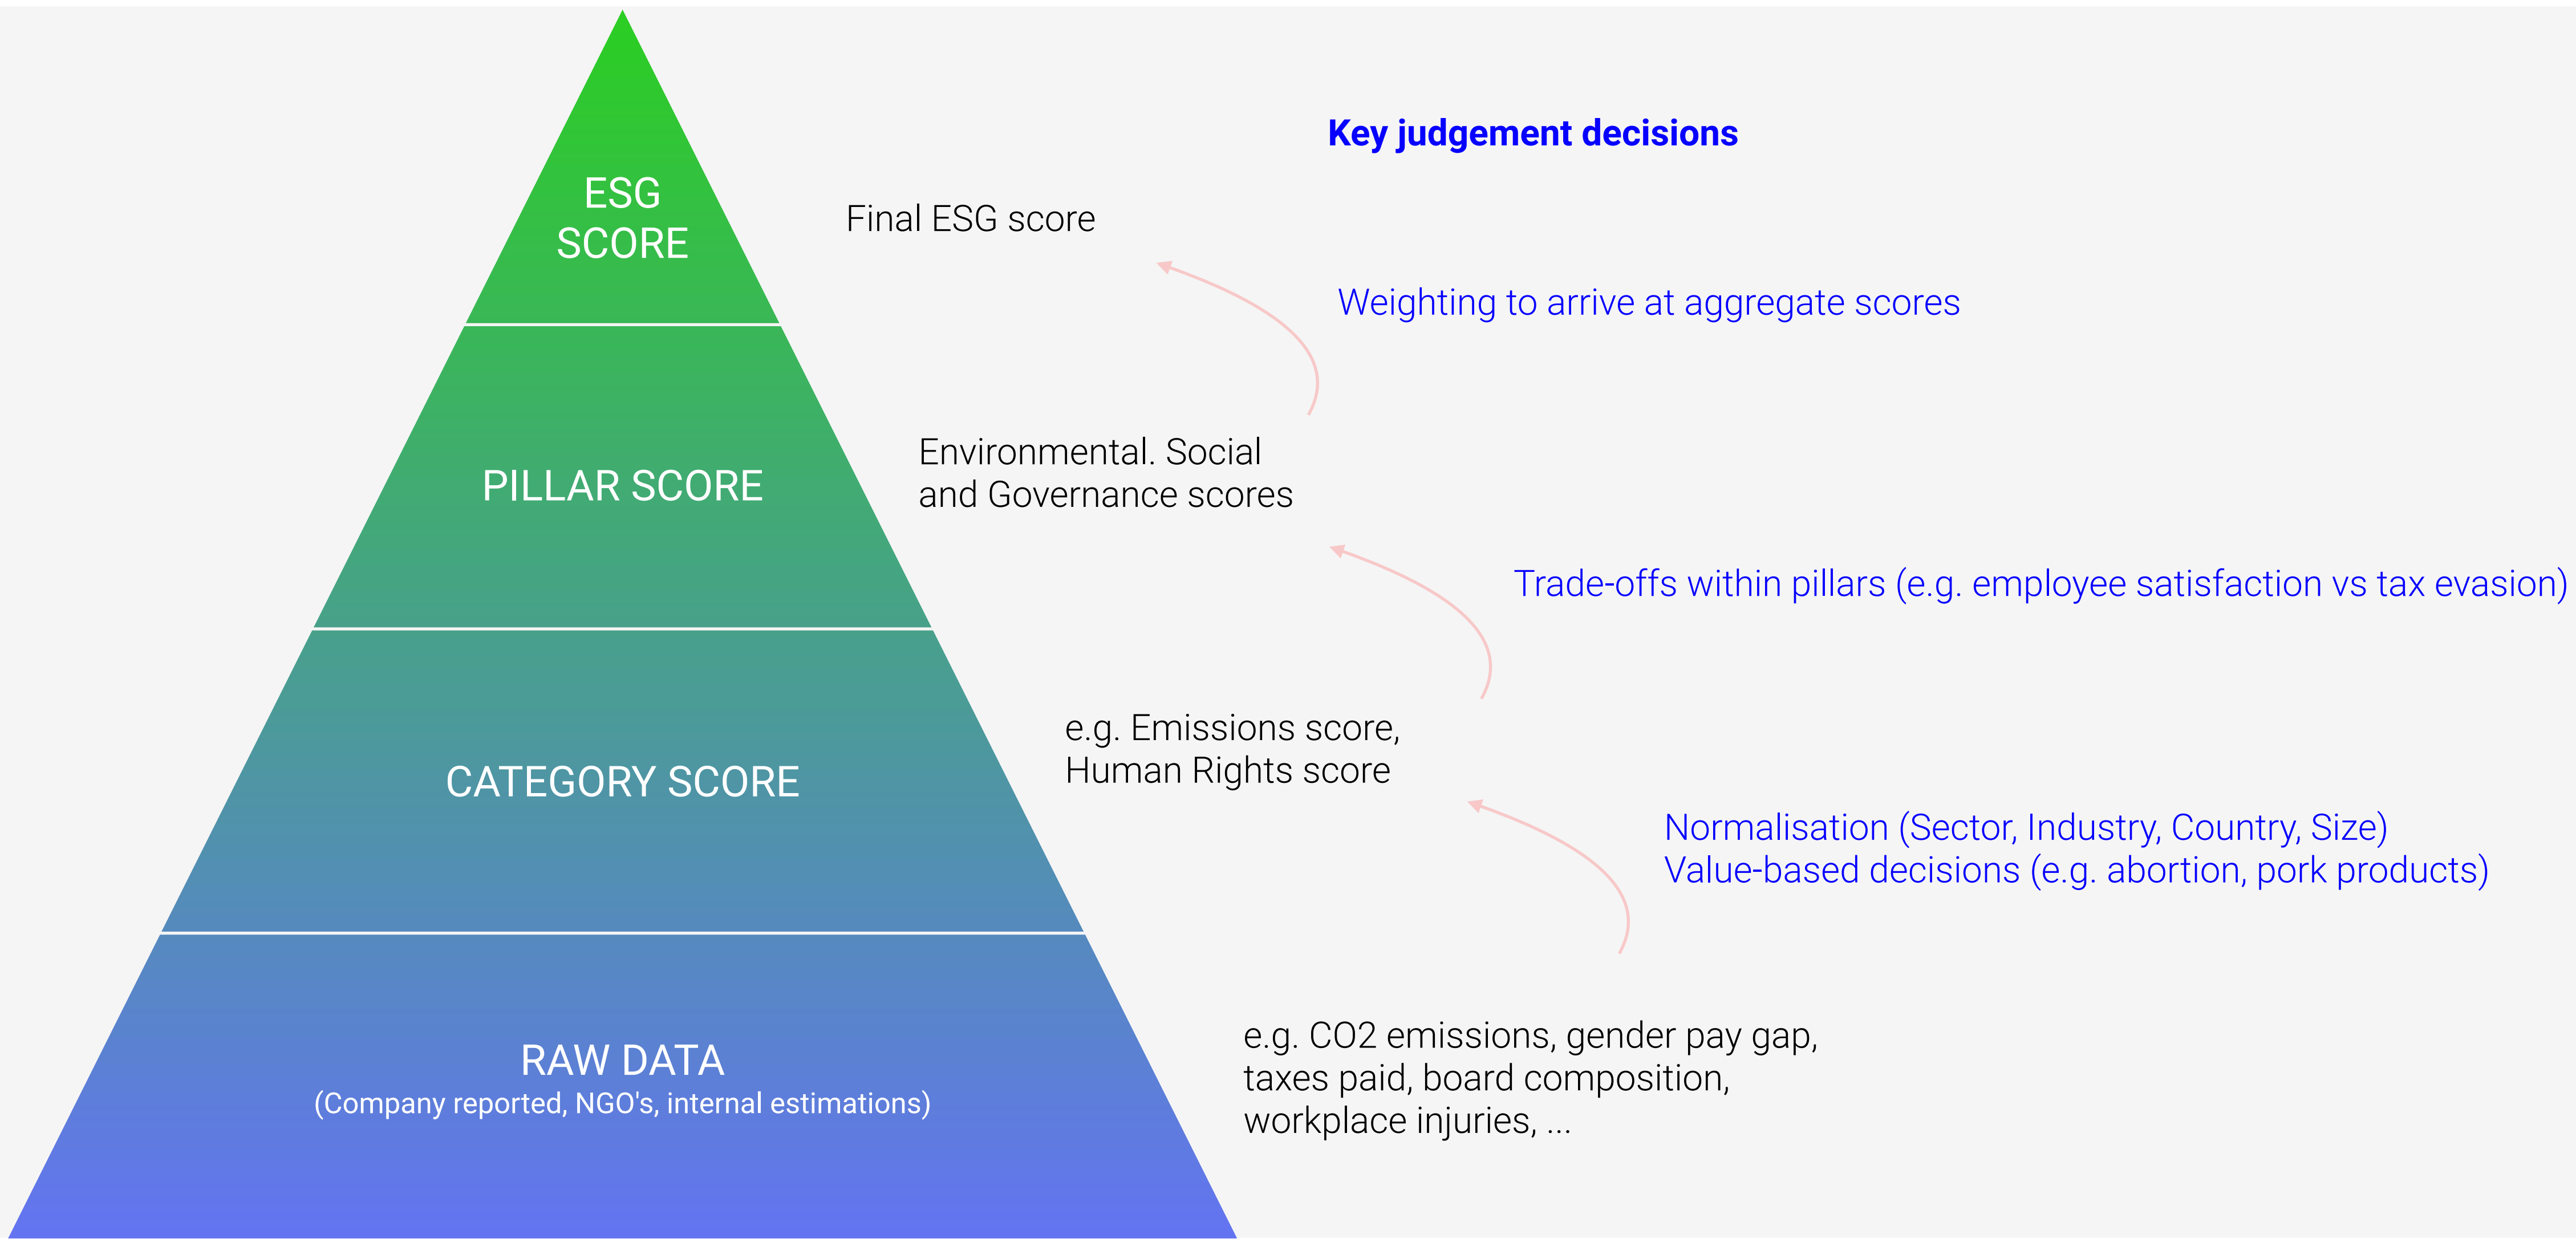 Key judgement decisions
ESG
SCORE
Final ESG score
Weighting to arrive at aggregate scores
PILLAR SCORE
Environmental. Social
and Governance scores
Trade-offs within pillars (e.g. employee satisfaction vs tax evasion)
CATEGORY SCORE
e.g. Emissions score,
Human Rights score
Normalisation (Sector, Industry, Country, Size)
Value-based decisions (e.g. abortion, pork products)
RAW DATA
(Company reported, NGO's, internal estimations)
e.g. CO2 emissions, gender pay gap,
taxes paid, board composition,
workplace injuries, ...